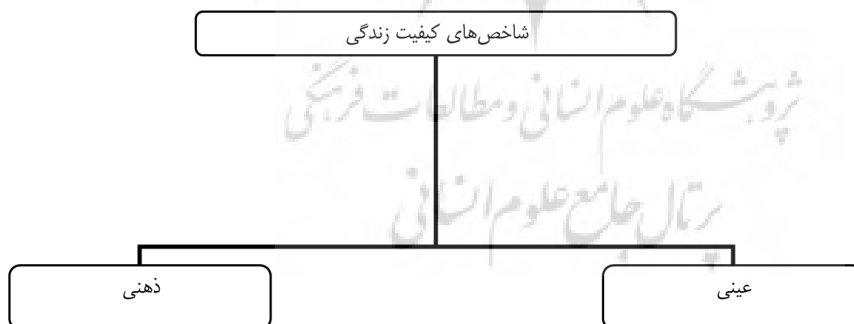 شاخص‌های کیفیت زندگی
پژوهشگاه علوم انسانی و مطالعات فرهنگی
پرتال جامع علوم انسانی
عینی
ذهنی